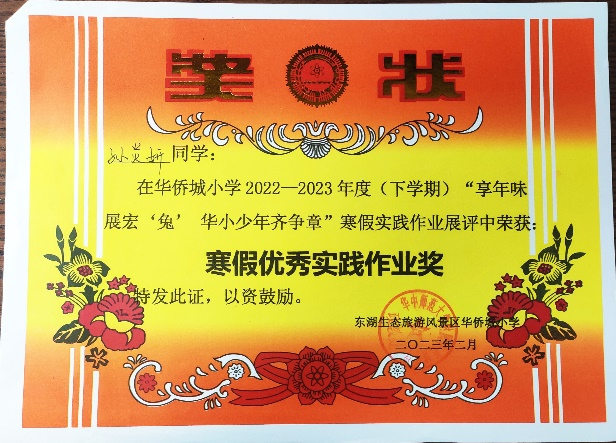 奖 状
同学：
在华侨城小学2022—2023年度（下学期）“享年味
展宏‘兔’ 华小少年齐争章”寒假实践作业展评中荣获：
寒假优秀实践作业奖
特发此证，以资鼓励。
东湖生态旅游风景区华侨城小学
二〇二三年二月